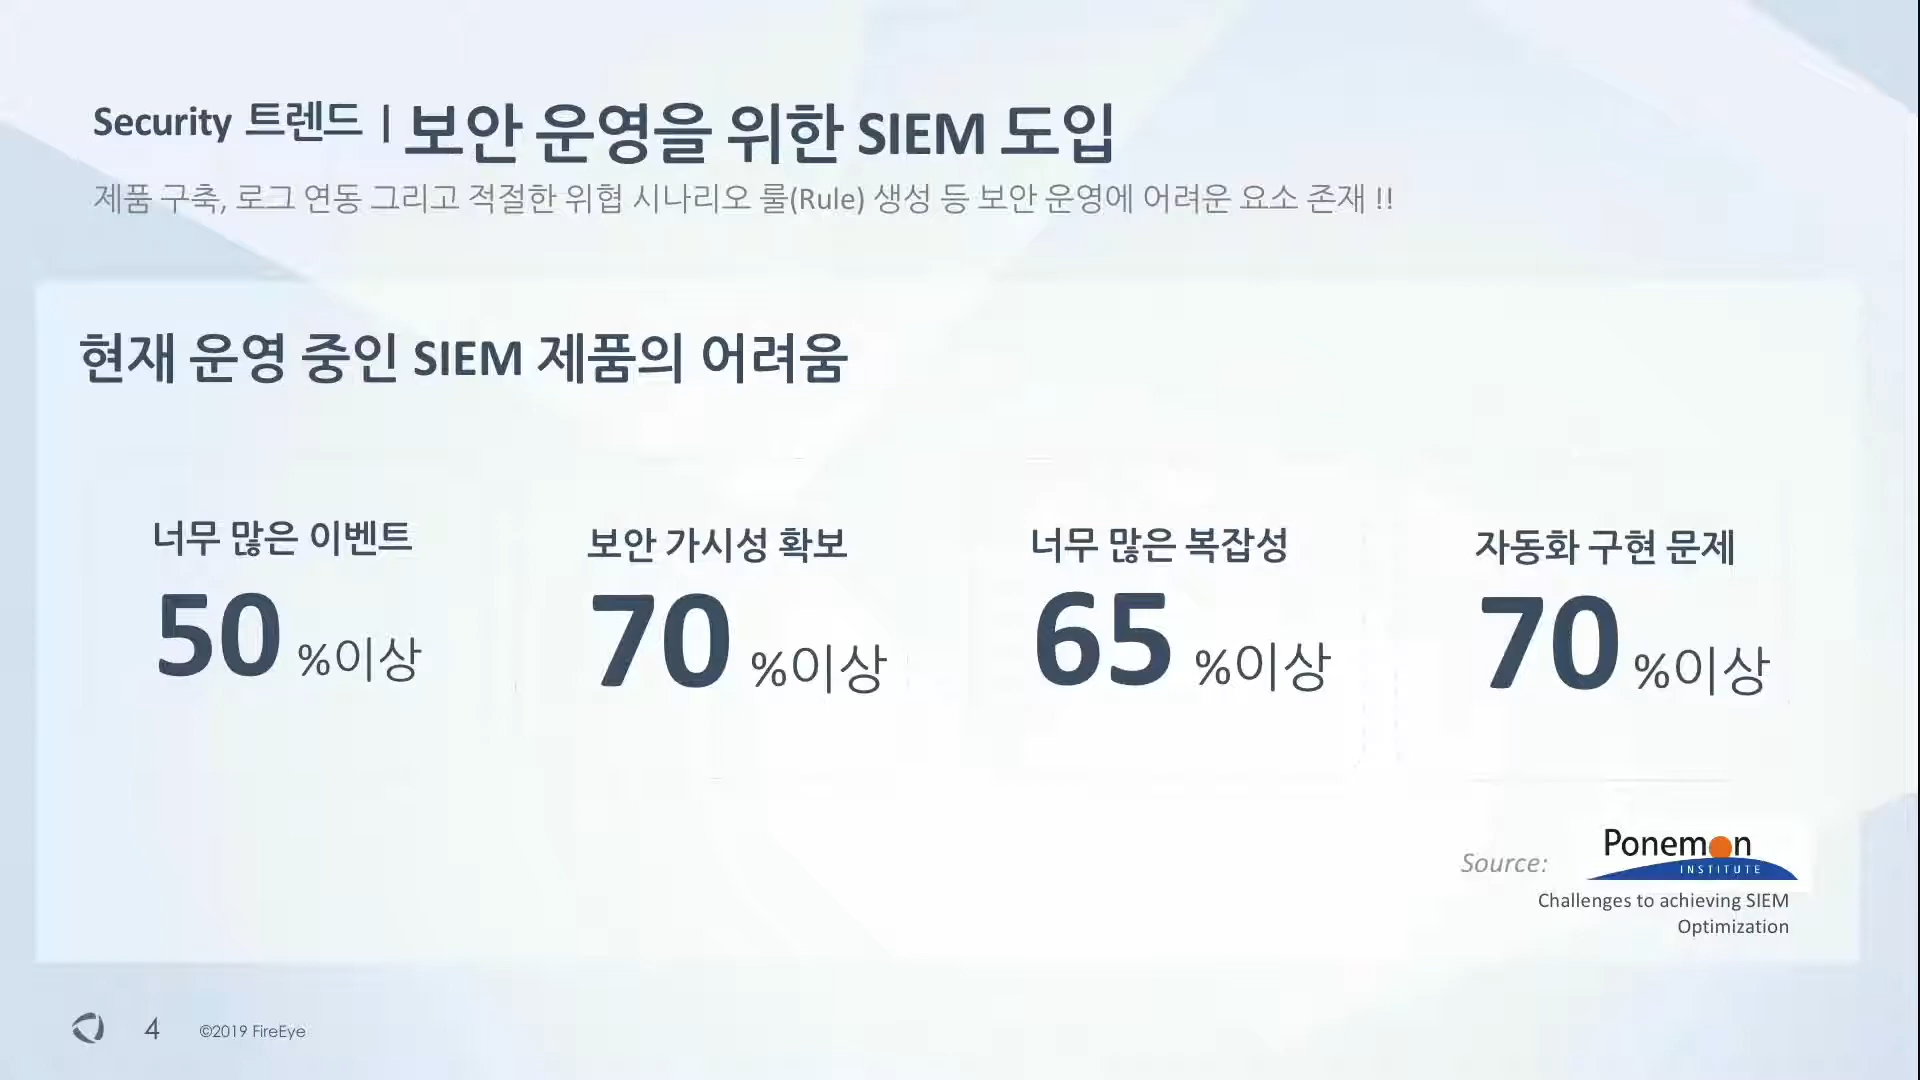 Security 트렌드 | 보안 운영을 위한 SIEM 도입
제품 구축, 로그 연동 그리고 적절한 위협 시나리오 룰(Rule) 생성 등 보안 운영에 어려운 요소 존재 !!
현재 운영 중인 SIEM 제품의 어려움
너무 많은 이벤트
50 %이상
보안 가시성 확보
70 %이상
너무 많은 복잡성
65 %이상
자동화 구현 문제
70 %이상
Source: Ponemon
INSTITUTE
Challenges to achieving SIEM
Optimization
4 ©2019 FireEye